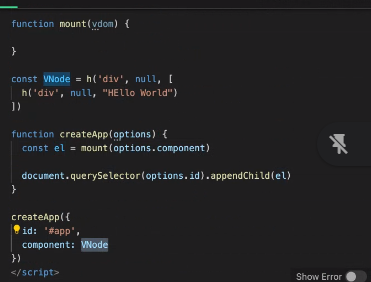 function mount(vdom) {
}
const VNode = h('div', null, [
h('div', null, "HEllo World")
])
function createApp(options) {
const el = mount(options.component)
document.querySelector(options.id).appendChild(el)
}
createApp({
id: '#app',
component: VNode
})
</script>
Show Error